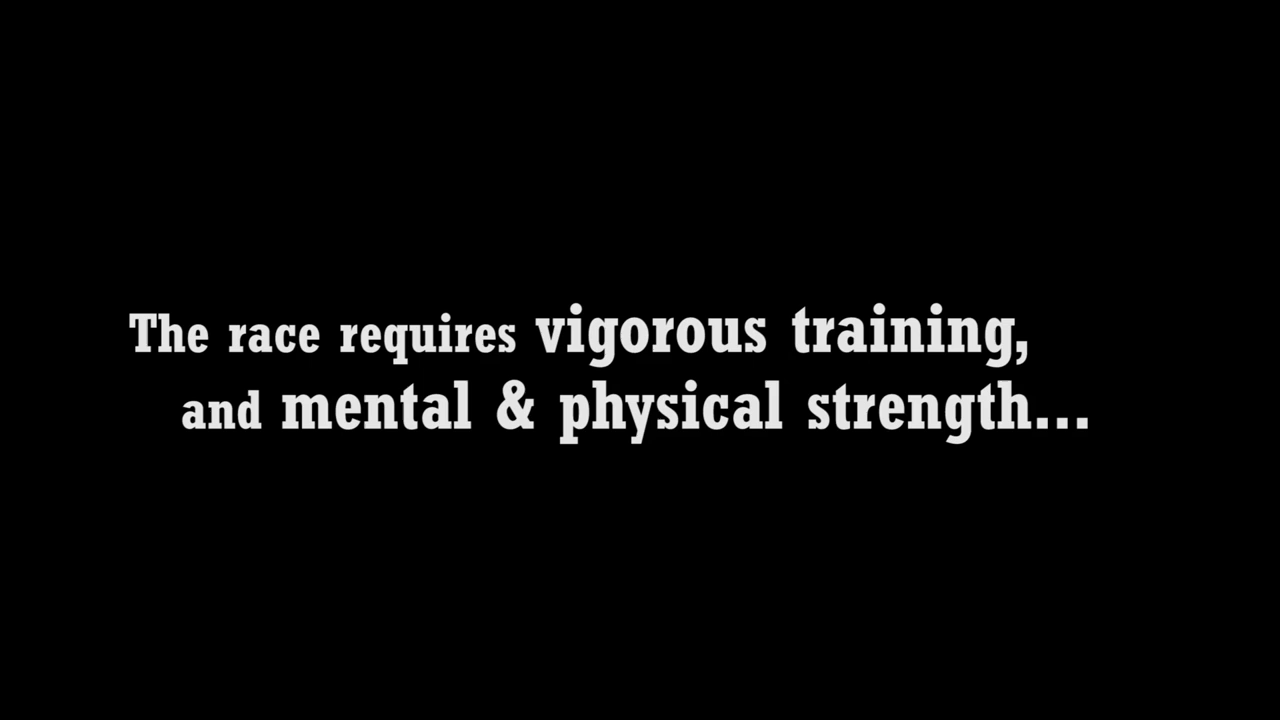 The race requires vigorous training,
and mental & physical strength...